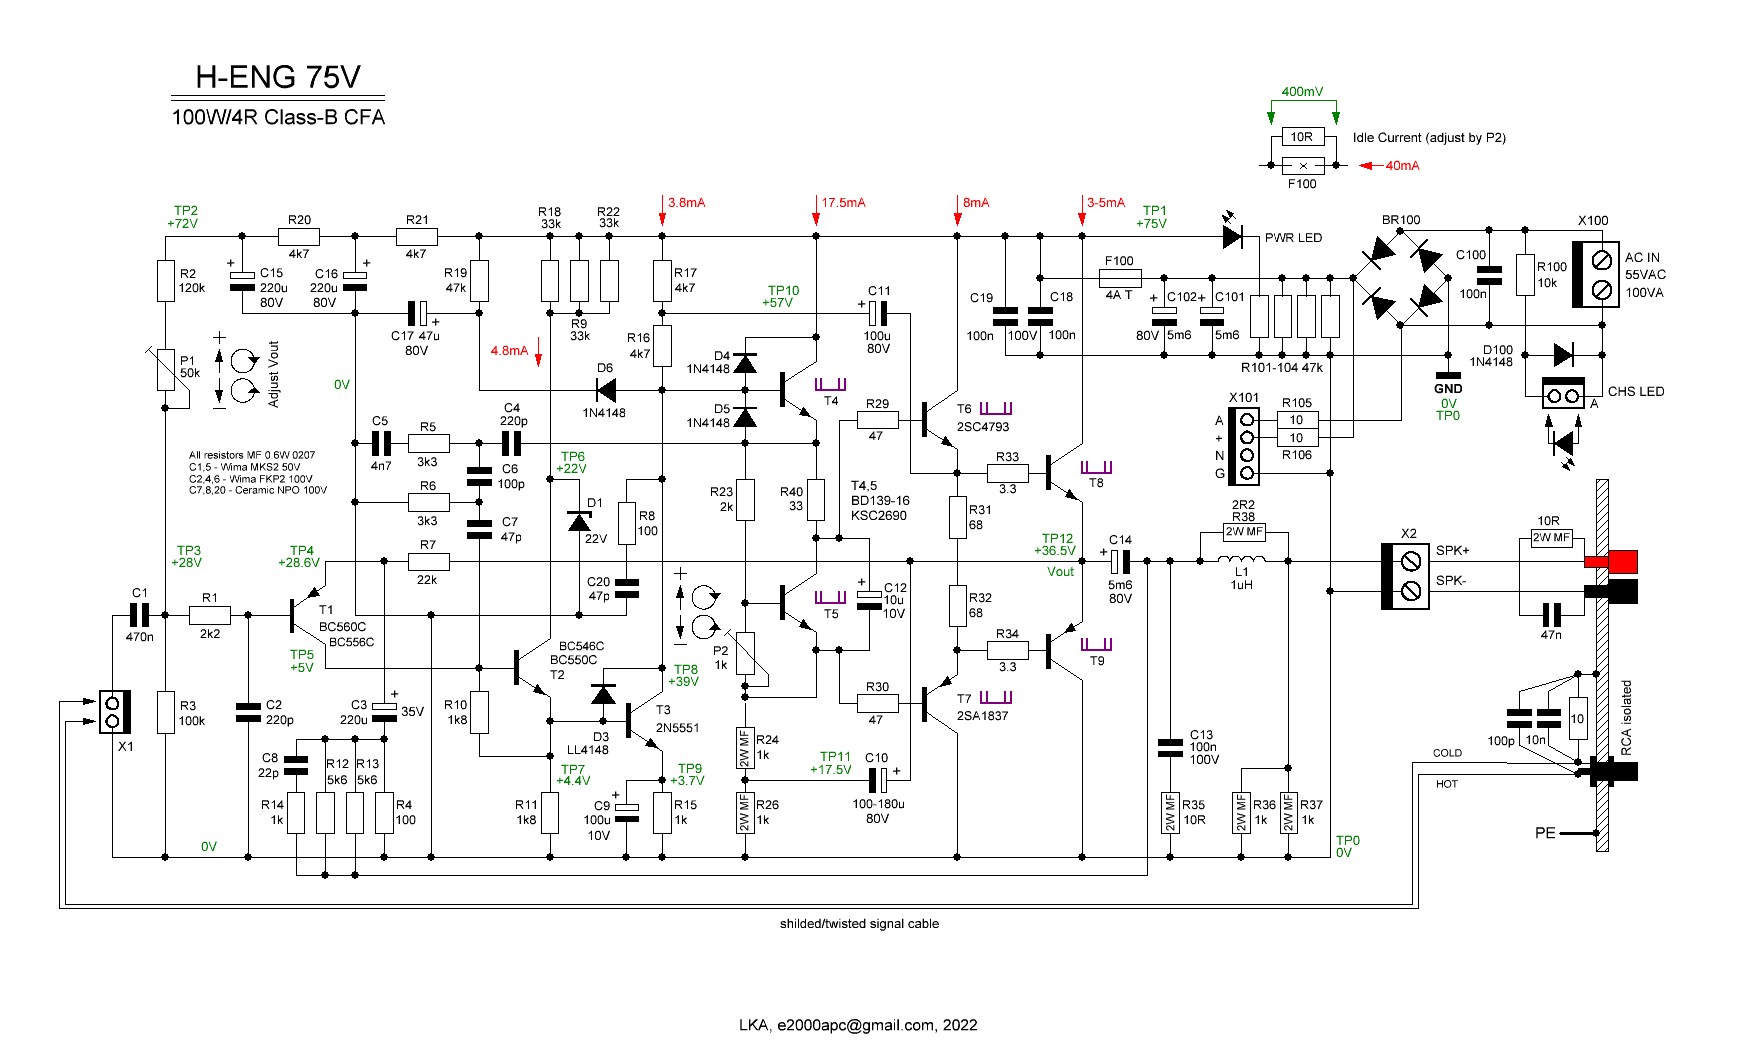 H-ENG 75V
100W/4R Class-B CFA
400mV
10R
Idle Current (adjust by P2)
40mA
F100
TP2
+72V
R20
4k7
R21
4k7
R18
33k
R22
33k
3.8mA
17.5mA
8mA
3-5mA
TP1
+75V
PWR LED
BR100
X100
AC IN
55VAC
100VA
C100
100n
R100
10k
R2
120k
C15
220u
80V
+
C16
220u
80V
+
C17 47u
80V
+
R19
47k
R9
33k
R17
4k7
R16
4k7
TP10
+57V
C11
100u
80V
+
C19
100n
C18
100V
100n
F100
4A T
C102
80V
5m6
+
C101
5m6
+
R101-104 47k
D100
1N4148
GND
0V
TP0
CHS LED
A
P1
50k
+
-
Adjust Vout
0V
4.8mA
D6
1N4148
D4
1N4148
D5
1N4148
T4
R29
47
T6
2SC4793
X101
A
+
N
G
R105
10
10
R106
C5
4n7
R5
3k3
C4
220p
C6
100p
R6
3k3
C7
47p
R7
22k
All resistors MF 0.6W 0207
C1,5 - Wima MKS2 50V
C2,4,6 - Wima FKP2 100V
C7,8,20 - Ceramic NPO 100V
TP6
+22V
D1
22V
R8
100
C20
47p
R23
2k
R40
33
T4,5
BD139-16
KSC2690
R33
3.3
T8
R31
68
2R2
R38
2W MF
L1
1uH
X2
SPK+
SPK-
10R
2W MF
47n
TP3
+28V
TP4
+28.6V
TP12
+36.5V
Vout
C14
5m6
80V
+
C1
470n
R1
2k2
T1
BC560C
BC556C
TP5
+5V
BC546C
BC550C
T2
+
-
P2
1k
T5
C12
10u
10V
+
R32
68
R34
3.3
T9
TP8
+39V
R30
47
T7
2SA1837
X1
R3
100k
C2
220p
C3
220u
35V
+
R10
1k8
D3
LL4148
T3
2N5551
R24
1k
2W MF
TP11
+17.5V
C10
100-180u
80V
+
C13
100n
100V
100p
10n
10
RCA isolated
COLD
HOT
C8
22p
R12
5k6
R13
5k6
R14
1k
R4
100
TP7
+4.4V
R11
1k8
C9
100u
10V
+
TP9
+3.7V
R15
1k
R26
1k
2W MF
R35
10R
2W MF
R36
1k
2W MF
R37
1k
2W MF
PE
0V
TP0
0V
shilded/twisted signal cable
LKA, e2000apc@gmail.com, 2022